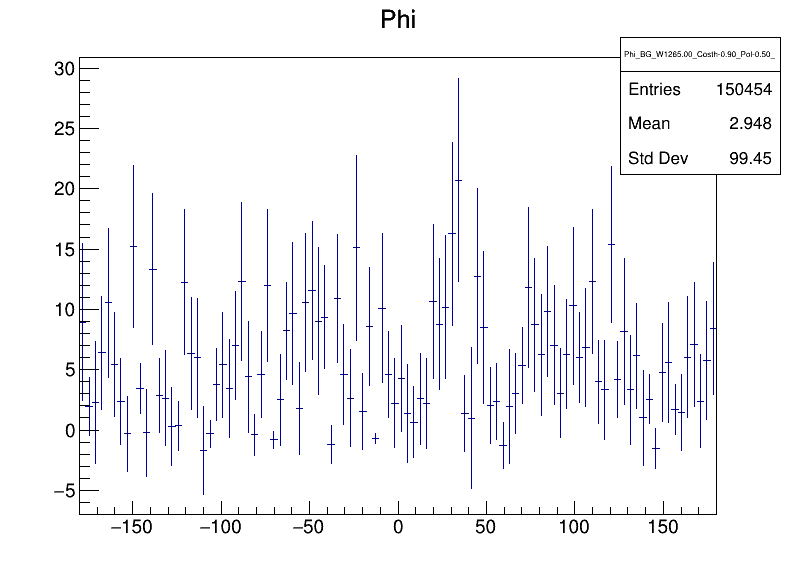 Phi
Phi_BG_W1265.00_Costh-0.90_Pol-0.50_
Entries 150454
Mean 2.948
Std Dev 99.45
30
25
20
15
10
5
0
−5
−150 −100 −50 0 50 100 150